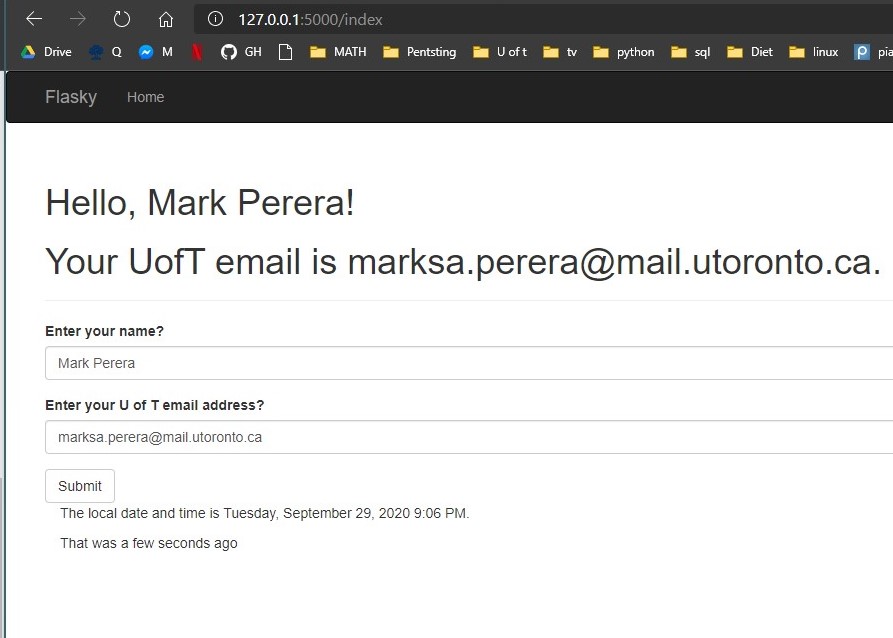 127.0.0.1:5000/index
Drive Q M GH MATH Pentsting U of t tv python sql Diet linux pia
Flasky Home
Hello, Mark Perera!
Your UofT email is marksa.perera@mail.utoronto.ca.
Enter your name?
Mark Perera
Enter your U of T email address?
marksa.perera@mail.utoronto.ca
Submit
The local date and time is Tuesday, September 29, 2020 9:06 PM.
That was a few seconds ago